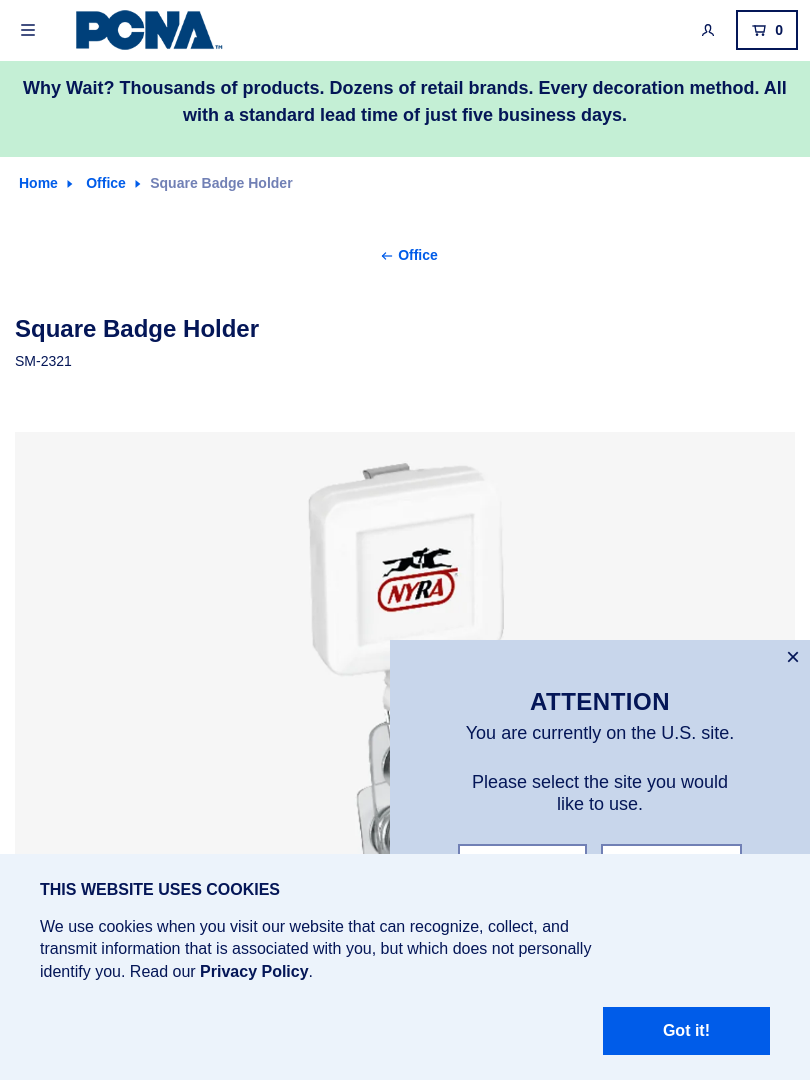 PCNA™
0
Why Wait? Thousands of products. Dozens of retail brands. Every decoration method. All
with a standard lead time of just five business days.
Home Office Square Badge Holder
Office
Square Badge Holder
SM-2321
NYRA
ATTENTION
You are currently on the U.S. site.
Please select the site you would
like to use.
THIS WEBSITE USES COOKIES
We use cookies when you visit our website that can recognize, collect, and
transmit information that is associated with you, but which does not personally
identify you. Read our Privacy Policy.
Got it!